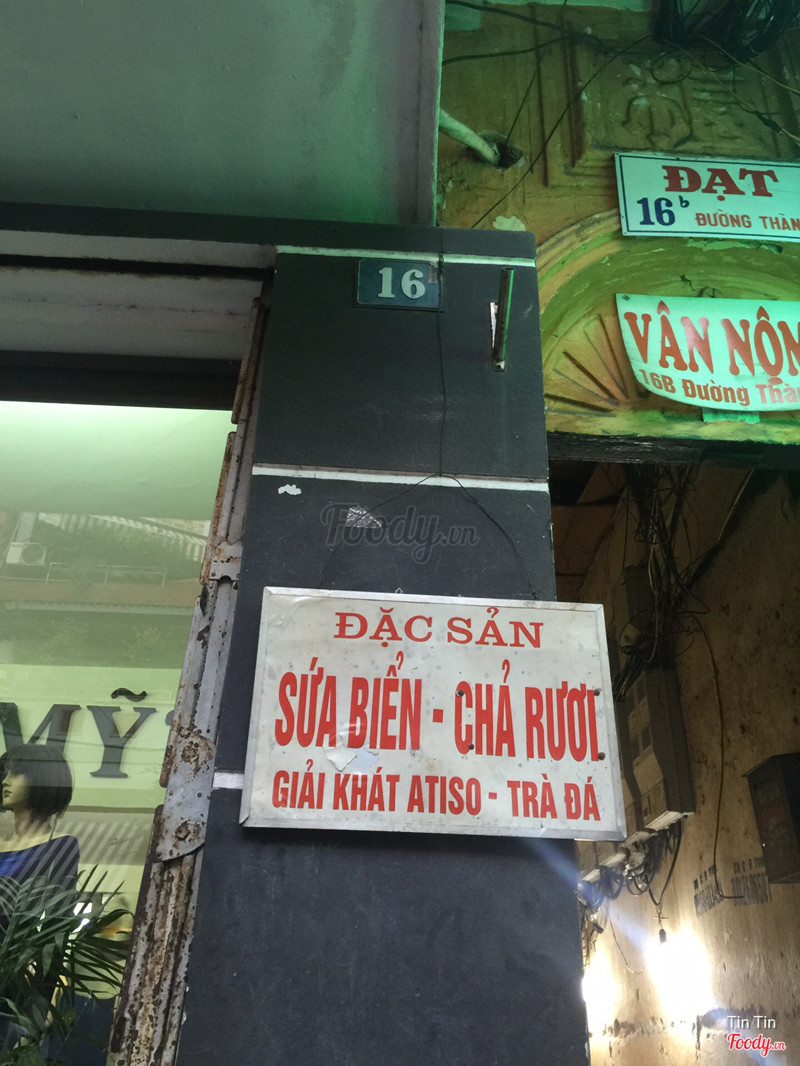 ĐẠT
16b ĐƯỜNG THÀN
16
VÂN NỘN
16B Đường Thà
Foody.vn
ĐẶC SẢN
SỨA BIỂN - CHẢ RƯƠI
GIẢI KHÁT ATISO - TRÀ ĐÁ
MỸ
Tin Tin
Foody.vn